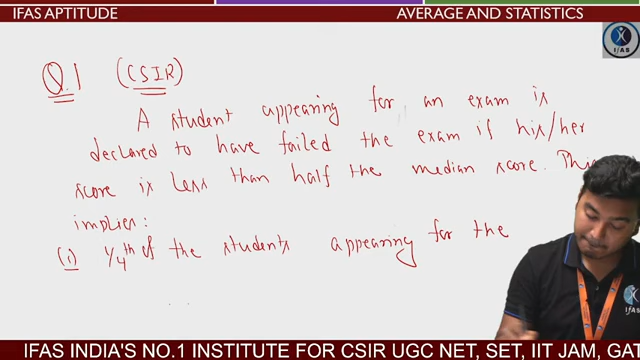 IFAS APTITUDE
AVERAGE AND STATISTICS
IFAS
Q.1 (CSIR)
A student appearing for an exam is
declared to have failed the exam if his/her
score is less than half the median score. This
implies:
(1) 1/4th of the students appearing for the
IFAS
IFAS INDIA'S NO.1 INSTITUTE FOR CSIR UGC NET, SET, IIT JAM, GAT